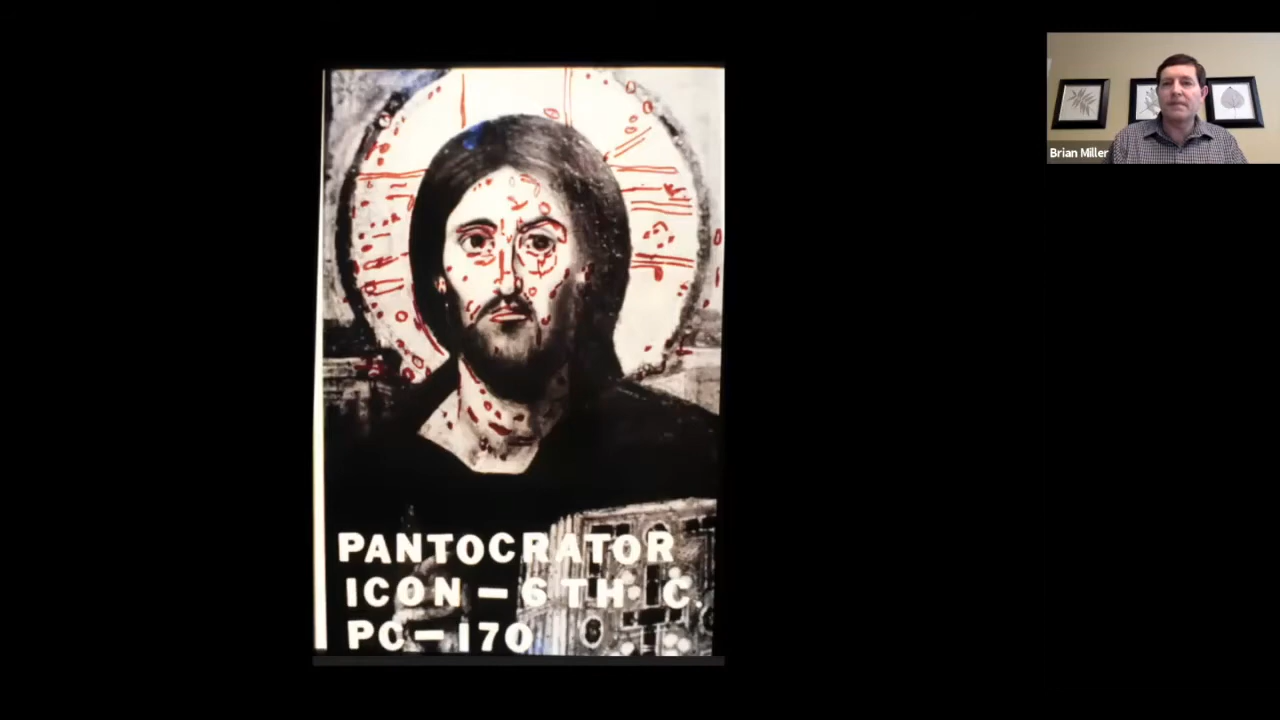 PANTOCRATOR
ICON – 6TH C.
PC – 170
Brian Miller